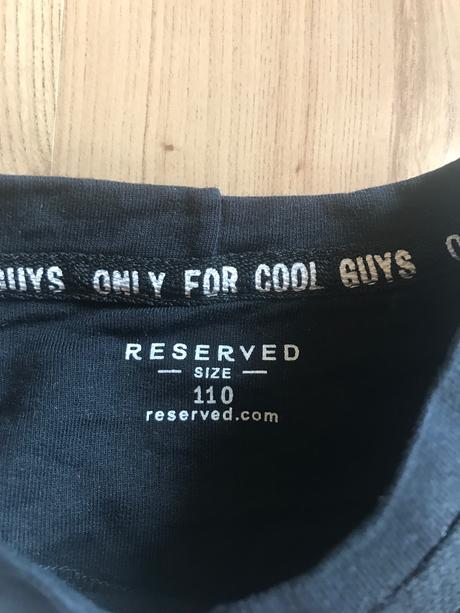 GUYS ONLY FOR COOL GUYS
RESERVED
SIZE
110
reserved.com